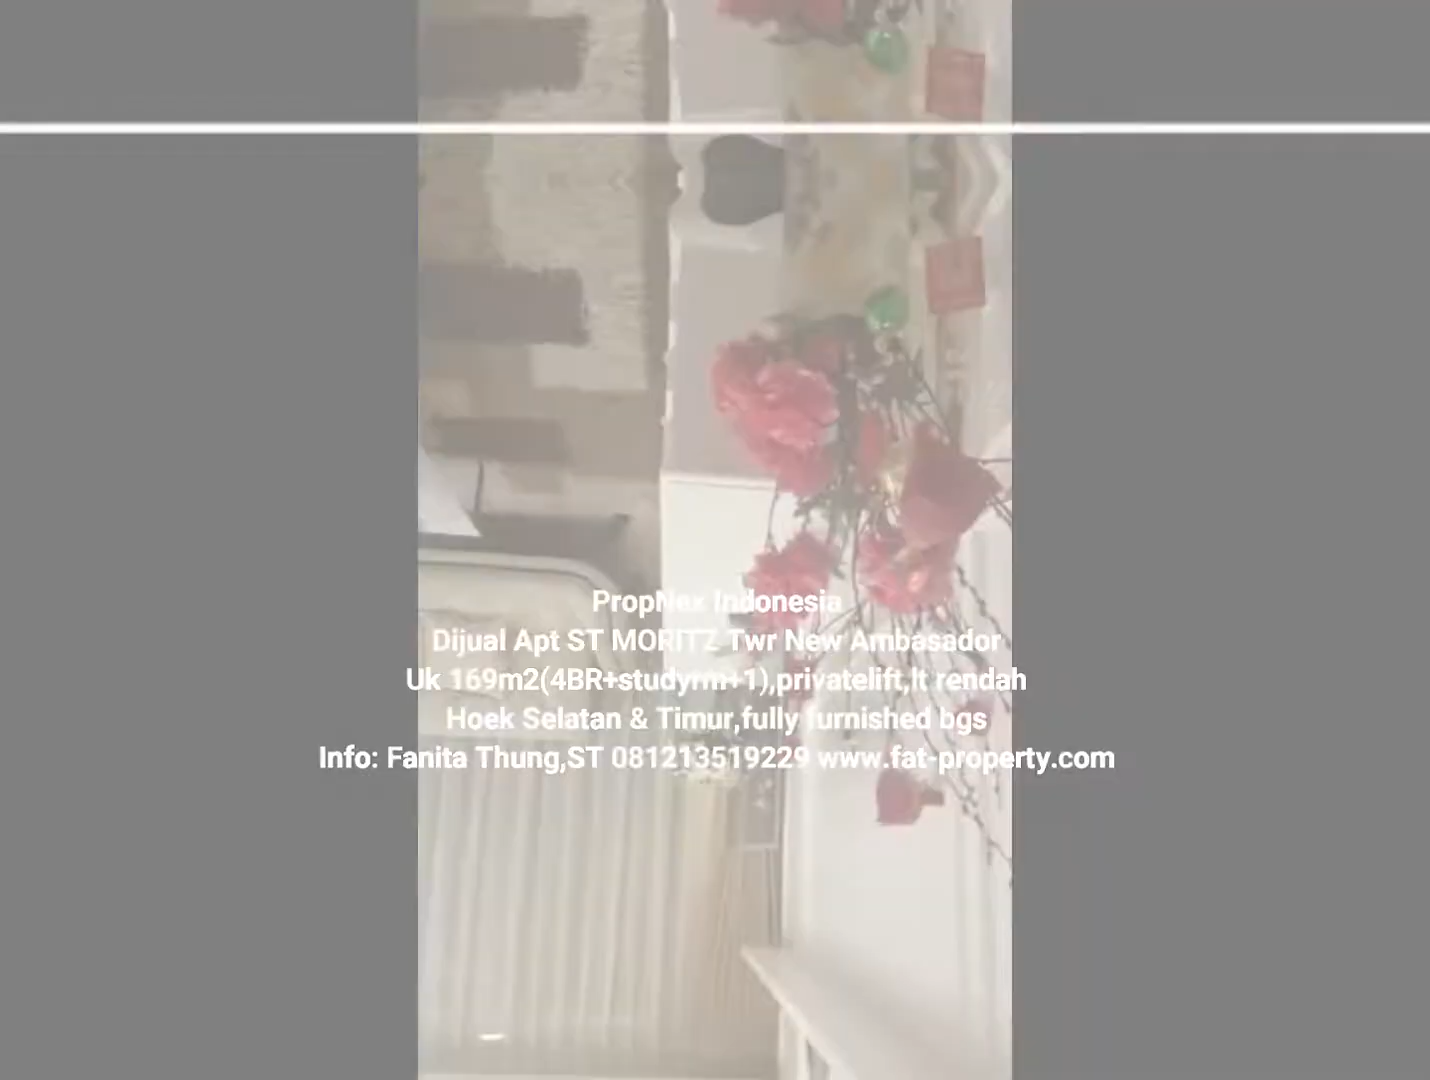 PropNex Indonesia
Dijual Apt ST MORITZ Twr New Ambasador
Uk 169m2(4BR+studyrm+1),privatelift,lt rendah
Hoek Selatan & Timur,fully furnished bgs
Info: Fanita Thung,ST 081213519229 www.fat-property.com